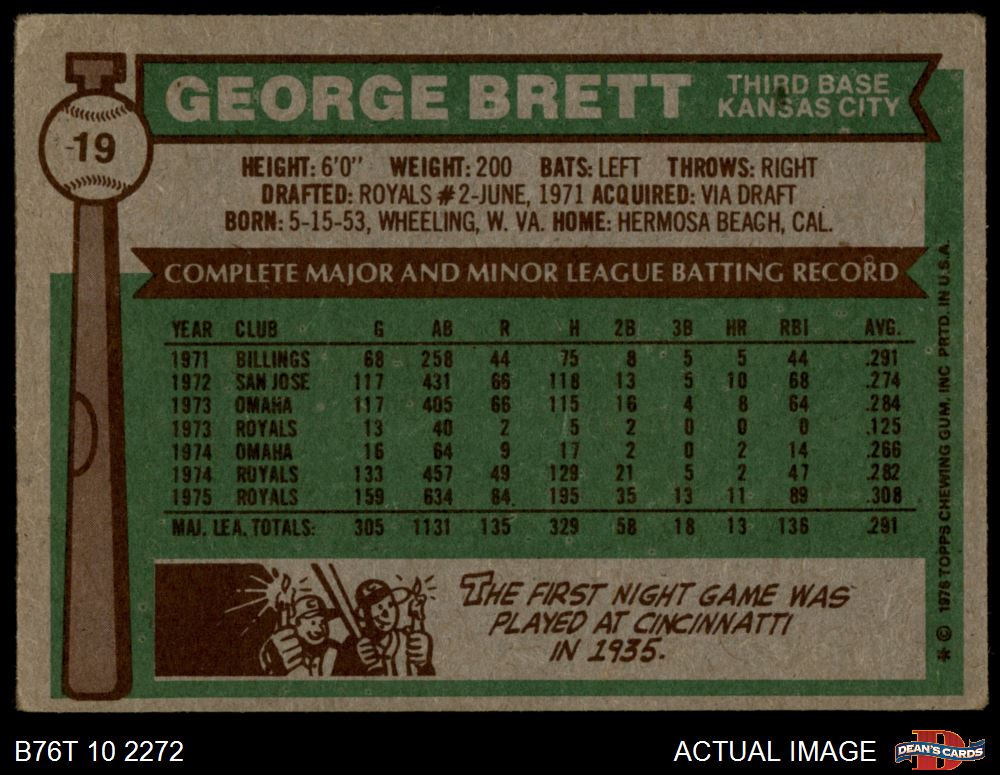 GEORGE BRETT
THIRD BASE
KANSAS CITY
19
HEIGHT: 6'0" WEIGHT: 200 BATS: LEFT THROWS: RIGHT
DRAFTED: ROYALS #2-JUNE, 1971 ACQUIRED: VIA DRAFT
BORN: 5-15-53, WHEELING, W. VA. HOME: HERMOSA BEACH, CAL.
COMPLETE MAJOR AND MINOR LEAGUE BATTING RECORD
YEAR CLUB G AB R H 2B 3B HR RBI AVG.
1971 BILLINGS 68 258 44 75 8 5 5 44 .291
1972 SAN JOSE 117 431 66 118 13 5 10 68 .274
1973 OMAHA 117 405 66 115 16 4 8 64 .284
1973 ROYALS 13 40 2 5 2 0 0 0 .125
1974 OMAHA 16 64 9 17 2 0 2 14 .266
1974 ROYALS 133 457 49 129 21 5 2 47 .282
1975 ROYALS 159 634 84 195 35 13 11 89 .308
MAJ. LEA. TOTALS: 305 1131 135 329 58 18 13 136 .291
THE FIRST NIGHT GAME WAS
PLAYED AT CINCINNATTI
IN 1935.
* © 1976 TOPPS CHEWING GUM, INC PRTD. IN U.S.A.
B76T 10 2272
ACTUAL IMAGE
DEAN'S CARDS